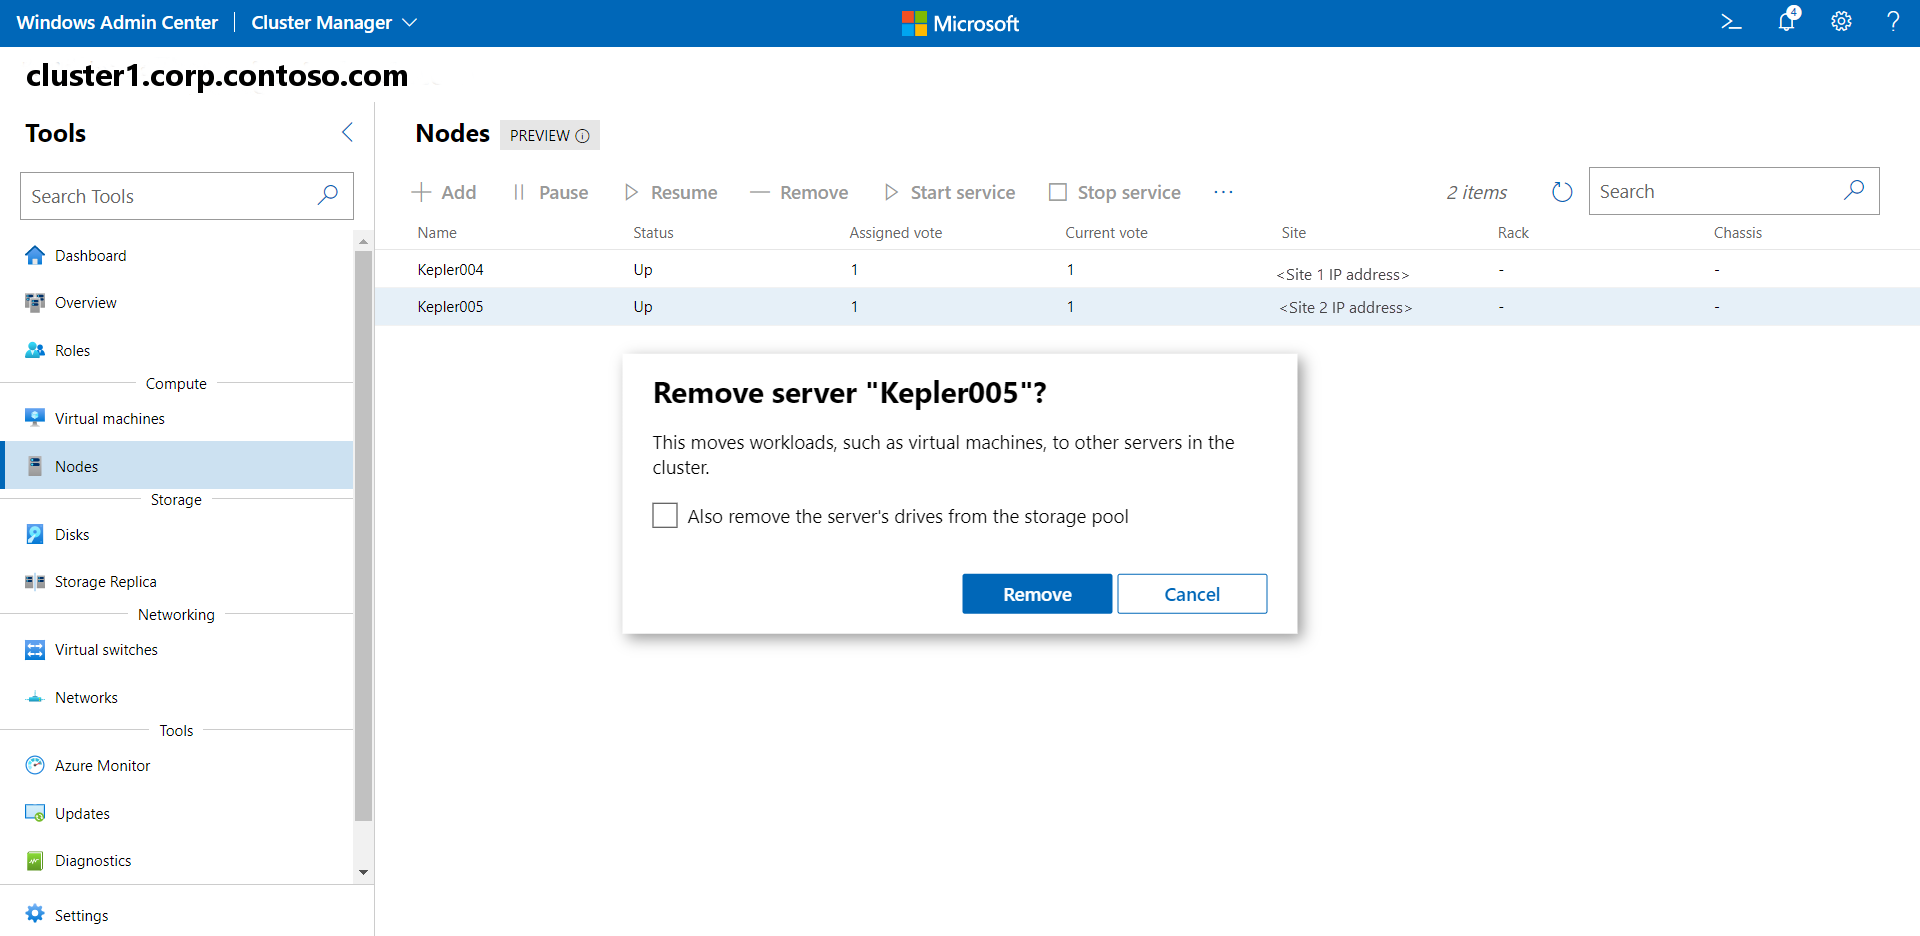 Windows Admin Center Cluster Manager
Microsoft
4
cluster1.corp.contoso.com
Tools
Search Tools
Dashboard
Overview
Roles
Compute
Virtual machines
Nodes
Storage
Disks
Storage Replica
Networking
Virtual switches
Networks
Tools
Azure Monitor
Updates
Diagnostics
Settings
Nodes PREVIEW
Add Pause Resume Remove Start service Stop service ... 2 items Search
Name Status Assigned vote Current vote Site Rack Chassis
Kepler004 Up 1 1 <Site 1 IP address> - -
Kepler005 Up 1 1 <Site 2 IP address> - -
Remove server "Kepler005"?
This moves workloads, such as virtual machines, to other servers in the
cluster.
Also remove the server's drives from the storage pool
Remove Cancel